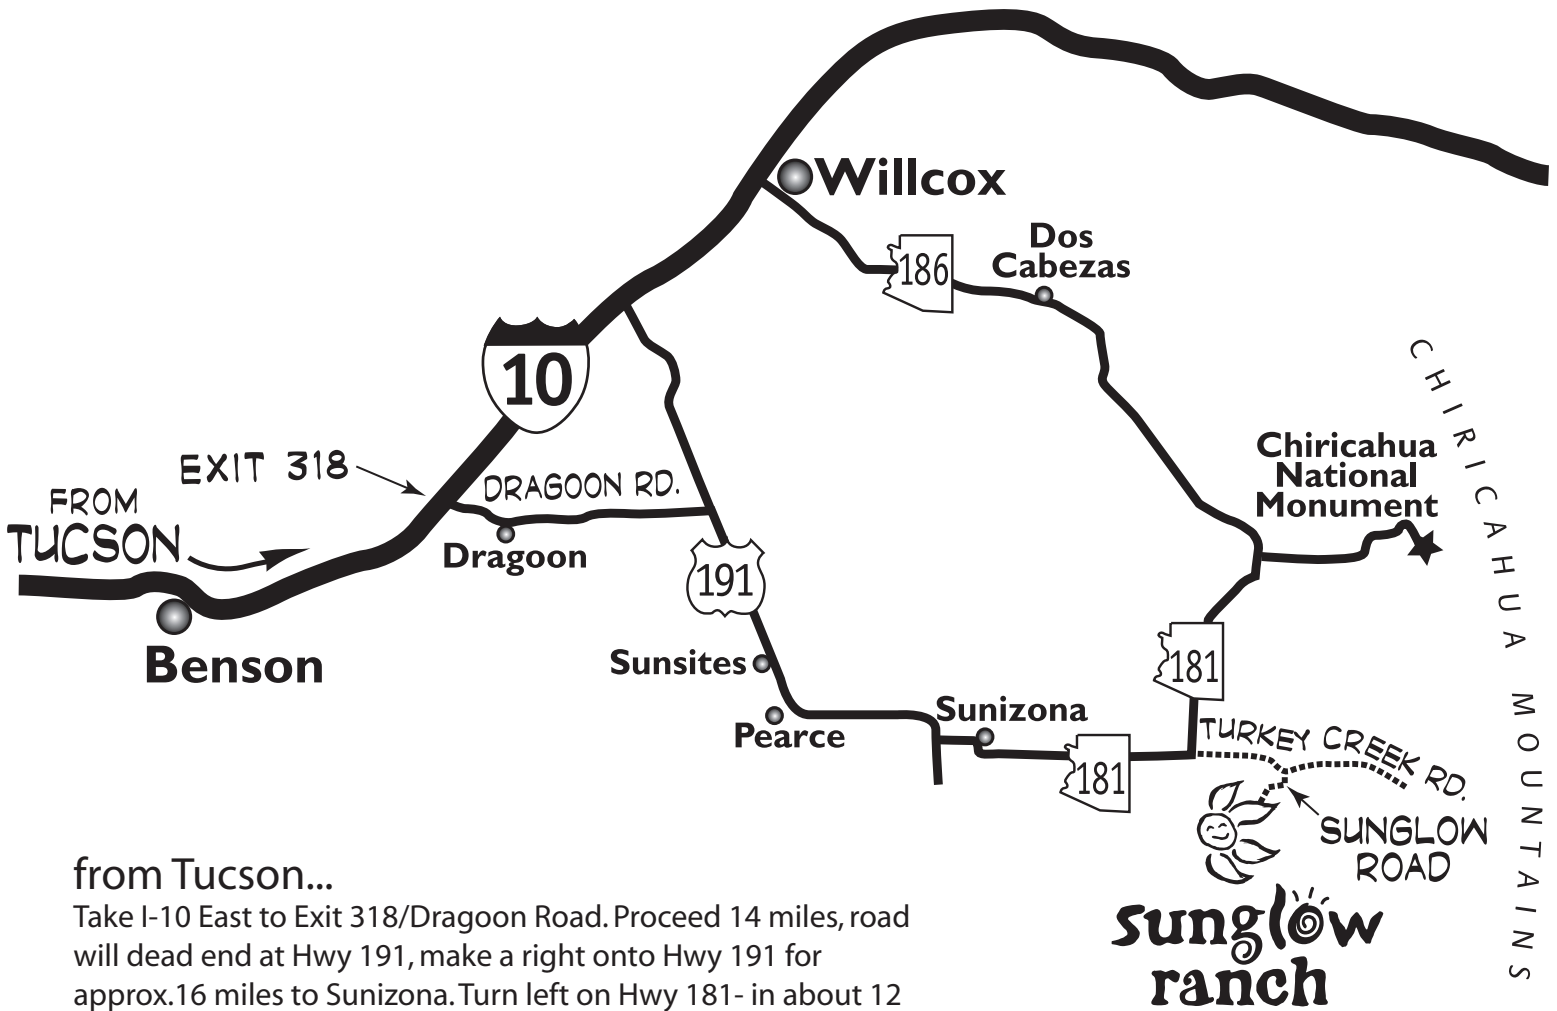 Willcox
186
Dos
Cabezas
10
EXIT 318
FROM
TUCSON
DRAGOON RD.
Dragoon
Benson
191
Chiricahua
National
Monument
CHIRICAHUA MOUNTAINS
Sunsites
Pearce
Sunizona
181
181
TURKEY CREEK RD.
SUNGLOW
ROAD
sunglow
ranch
from Tucson...
Take I-10 East to Exit 318/Dragoon Road. Proceed 14 miles, road
will dead end at Hwy 191, make a right onto Hwy 191 for
approx.16 miles to Sunizona. Turn left on Hwy 181- in about 12